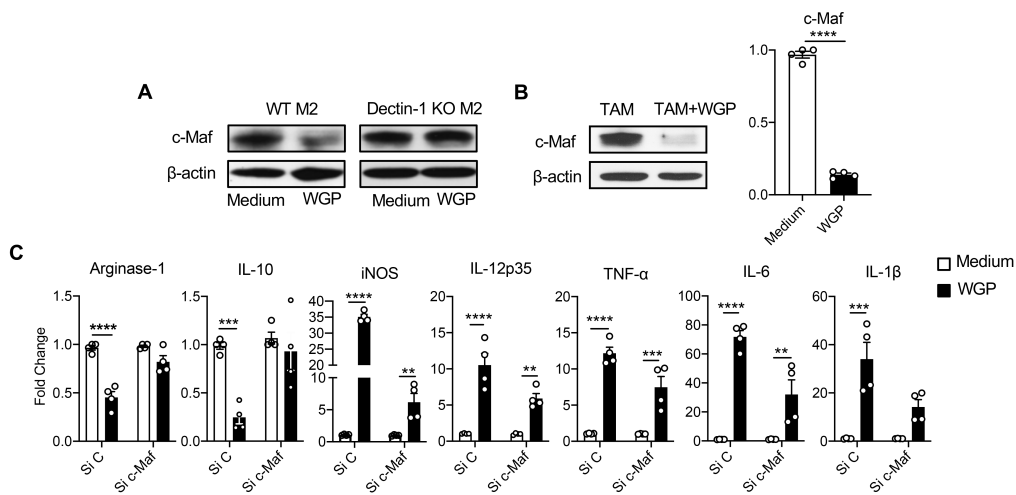 A
WT M2
Dectin-1 KO M2
c-Maf
β-actin
Medium
WGP
Medium
WGP
B
TAM
TAM+WGP
c-Maf
β-actin
c-Maf
****
1.0
0.5
0.0
Medium
WGP
C
Medium
WGP
Fold Change
Arginase-1
1.5
1.0
0.5
0.0
****
Si C
Si c-Maf
IL-10
1.5
1.0
0.5
0.0
***
Si C
Si c-Maf
iNOS
40
35
30
25
20
15
10
10
5
0
****
**
Si C
Si c-Maf
IL-12p35
20
15
10
5
0
****
**
Si C
Si c-Maf
TNF-α
20
15
10
5
0
****
***
Si C
Si c-Maf
IL-6
100
80
60
40
20
0
****
**
Si C
Si c-Maf
IL-1β
60
40
20
0
***
Si C
Si c-Maf